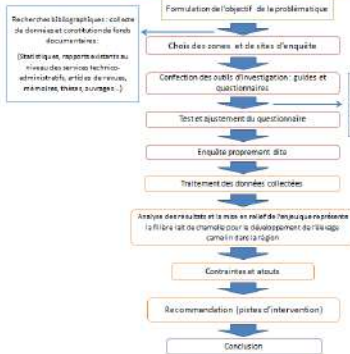 Recherches bibliographiques : collecte
de données et constitution de fonds
documentaires :
(Statistiques, rapports existants au
niveau des services technico-
administratifs, articles de revues,
mémoires, thèses, ouvrages ...)
Formulation de l'objectif de la problématique
Choix des zones et de sites d'enquête
Confection des outils d'investigation : guides et
questionnaires
Test et ajustement du questionnaire
Enquête proprement dite
Traitement des données collectées
Analyse des résultats et la mise en relief de l'enjeu que représente
la filière lait de chamelle pour le développement de l'élevage
camelin dans la région
Contraintes et atouts
Recommandation (pistes d'intervention)
Conclusion